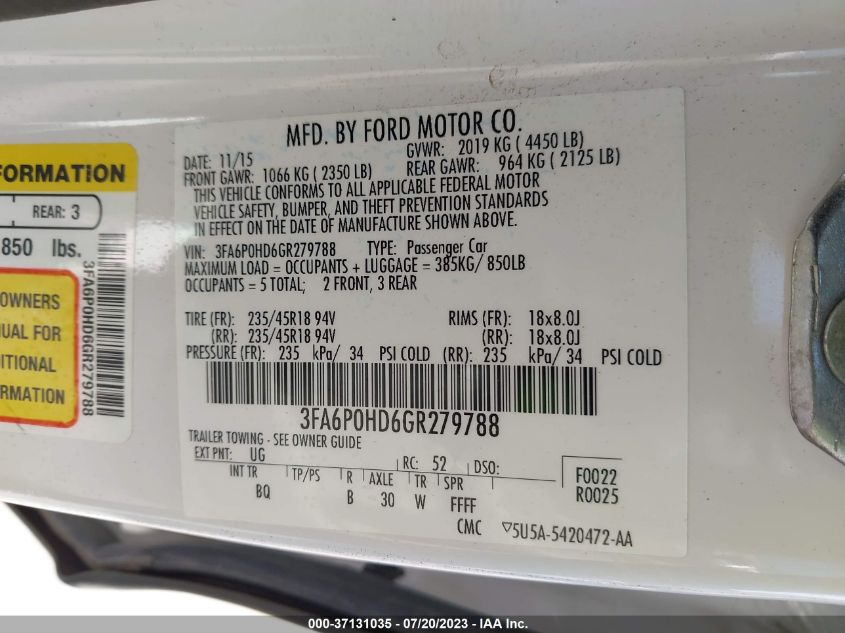 MFD. BY FORD MOTOR CO.
DATE: 11/15 GVWR: 2019 KG ( 4450 LB)
FRONT GAWR: 1066 KG ( 2350 LB) REAR GAWR: 964 KG ( 2125 LB)
THIS VEHICLE CONFORMS TO ALL APPLICABLE FEDERAL MOTOR
VEHICLE SAFETY, BUMPER, AND THEFT PREVENTION STANDARDS
IN EFFECT ON THE DATE OF MANUFACTURE SHOWN ABOVE.
VIN: 3FA6P0HD6GR279788 TYPE: Passenger Car
MAXIMUM LOAD = OCCUPANTS + LUGGAGE = 385KG/ 850LB
OCCUPANTS = 5 TOTAL; 2 FRONT, 3 REAR
TIRE (FR): 235/45R18 94V RIMS (FR): 18x8.0J
(RR): 235/45R18 94V (RR): 18x8.0J
PRESSURE (FR): 235 kPa/ 34 PSI COLD (RR): 235 kPa/ 34 PSI COLD
3FA6P0HD6GR279788
TRAILER TOWING - SEE OWNER GUIDE
EXT PNT: UG RC: 52 DSO:
INT TR TP/PS R AXLE TR SPR
BQ B 30 W FFFF
F0022
R0025
CMC ▽5U5A-5420472-AA
FORMATION
REAR: 3
850 lbs.
OWNERS
UAL FOR
ITIONAL
ORMATION
3FA6P0HD6GR279788
000-37131035 - 07/20/2023 - (C) IAA Holdings, LLC.